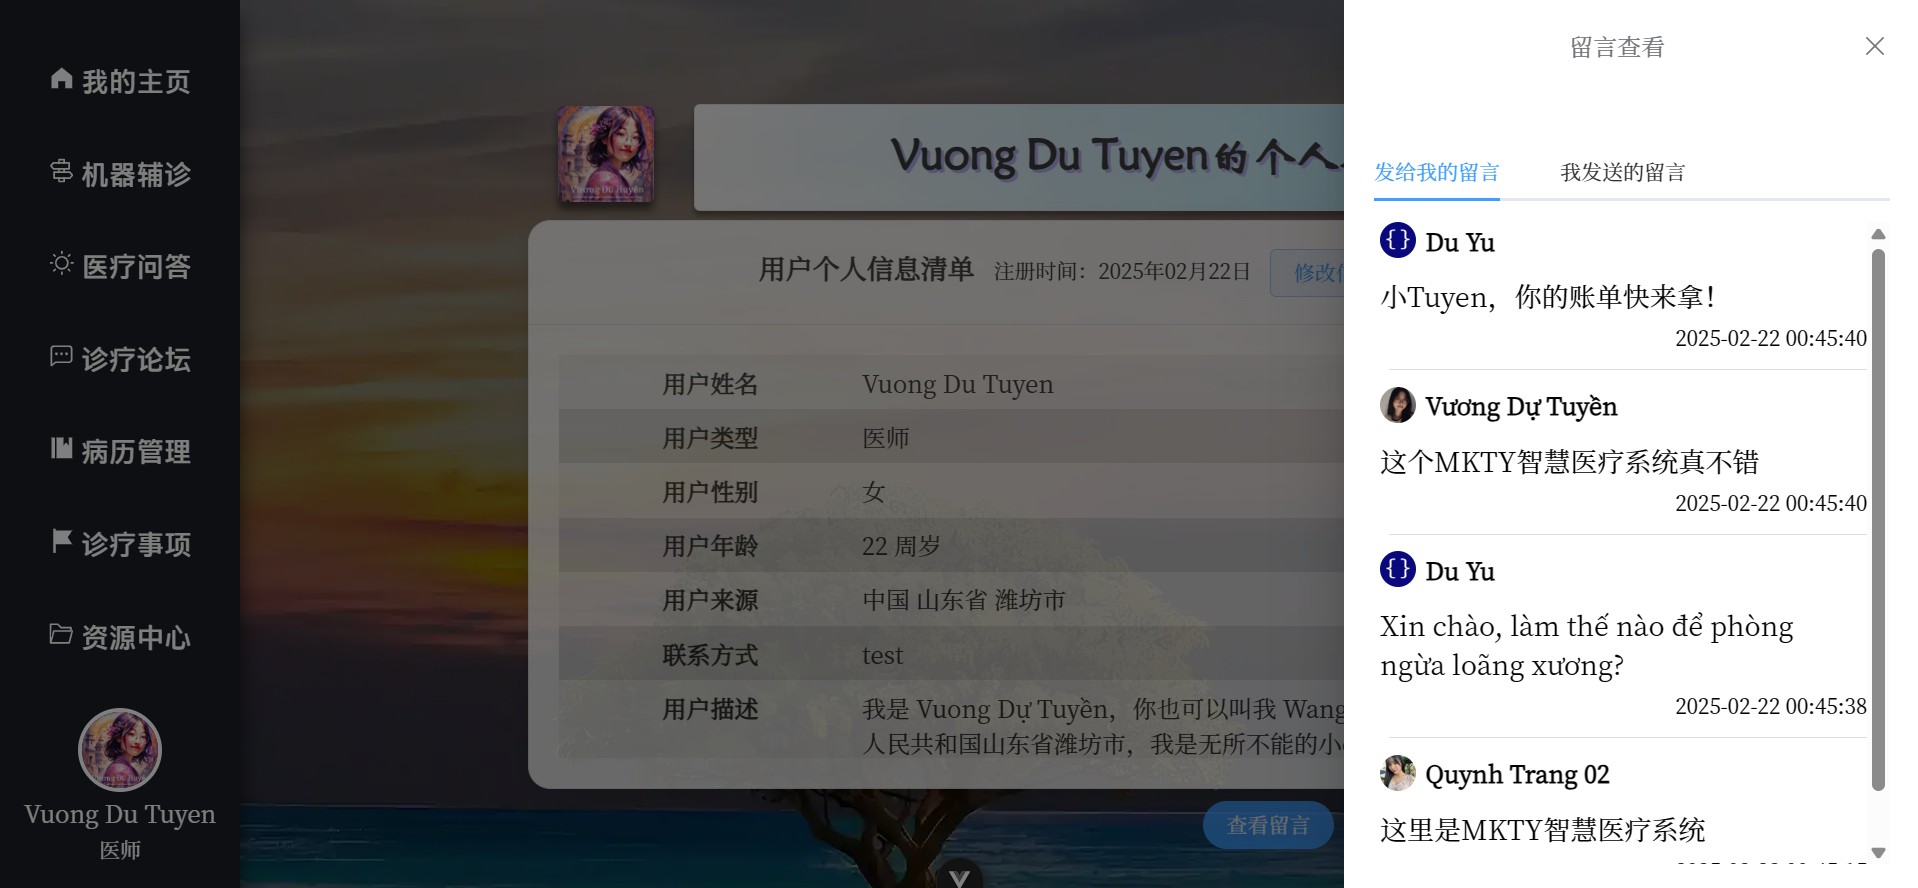 我的主页
机器辅诊
医疗问答
诊疗论坛
病历管理
诊疗事项
资源中心
Vuong Du Tuyen
医师
Vuong Du Tuyen的个人
用户个人信息清单 注册时间：2025年02月22日 修改
用户姓名 Vuong Du Tuyen
用户类型 医师
用户性别 女
用户年龄 22 周岁
用户来源 中国 山东省 潍坊市
联系方式 test
用户描述 我是 Vuong Dự Tuyền，你也可以叫我 Wang
人民共和国山东省潍坊市，我是无所不能的小
查看留言
留言查看
发给我的留言 我发送的留言
Du Yu
小Tuyen，你的账单快来拿！
2025-02-22 00:45:40
Vương Dự Tuyền
这个MKTY智慧医疗系统真不错
2025-02-22 00:45:40
Du Yu
Xin chào, làm thế nào để phòng
ngừa loãng xương?
2025-02-22 00:45:38
Quynh Trang 02
这里是MKTY智慧医疗系统